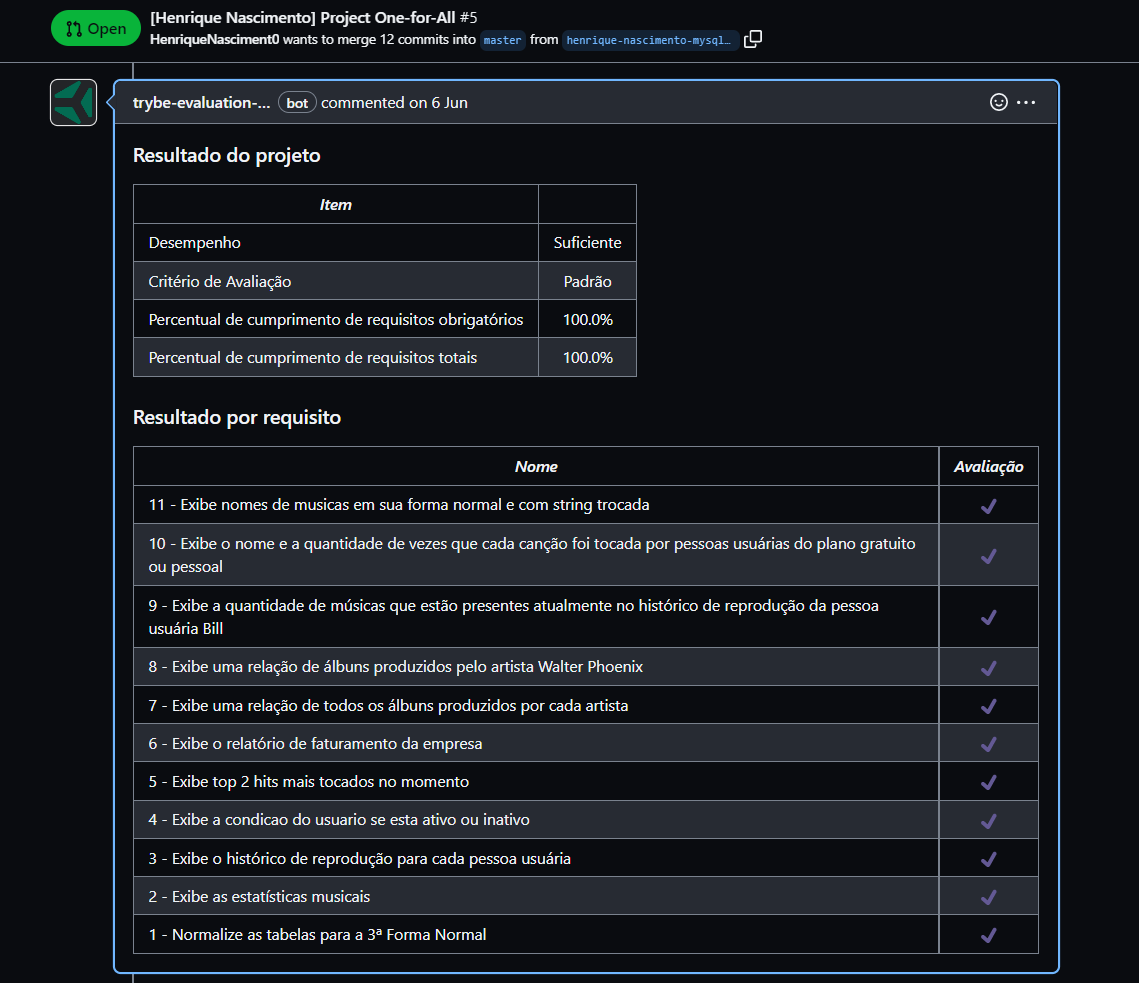 Open
[Henrique Nascimento] Project One-for-All #5
HenriqueNasciment0 wants to merge 12 commits into master from henrique-nascimento-mysql…
trybe-evaluation-... bot commented on 6 Jun
Resultado do projeto
Item
Desempenho Suficiente
Critério de Avaliação Padrão
Percentual de cumprimento de requisitos obrigatórios 100.0%
Percentual de cumprimento de requisitos totais 100.0%
Resultado por requisito
Nome Avaliação
11 - Exibe nomes de musicas em sua forma normal e com string trocada
10 - Exibe o nome e a quantidade de vezes que cada canção foi tocada por pessoas usuárias do plano gratuito
ou pessoal
9 - Exibe a quantidade de músicas que estão presentes atualmente no histórico de reprodução da pessoa
usuária Bill
8 - Exibe uma relação de álbuns produzidos pelo artista Walter Phoenix
7 - Exibe uma relação de todos os álbuns produzidos por cada artista
6 - Exibe o relatório de faturamento da empresa
5 - Exibe top 2 hits mais tocados no momento
4 - Exibe a condicao do usuario se esta ativo ou inativo
3 - Exibe o histórico de reprodução para cada pessoa usuária
2 - Exibe as estatísticas musicais
1 - Normalize as tabelas para a 3ª Forma Normal